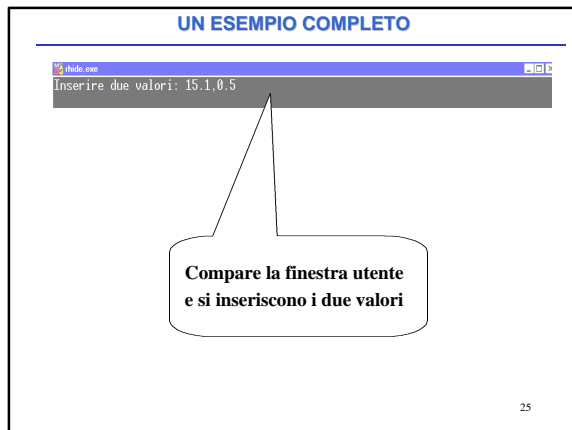 UN ESEMPIO COMPLETO
rhide.exe
Inserire due valori: 15.1,0.5
Compare la finestra utente
e si inseriscono i due valori
25